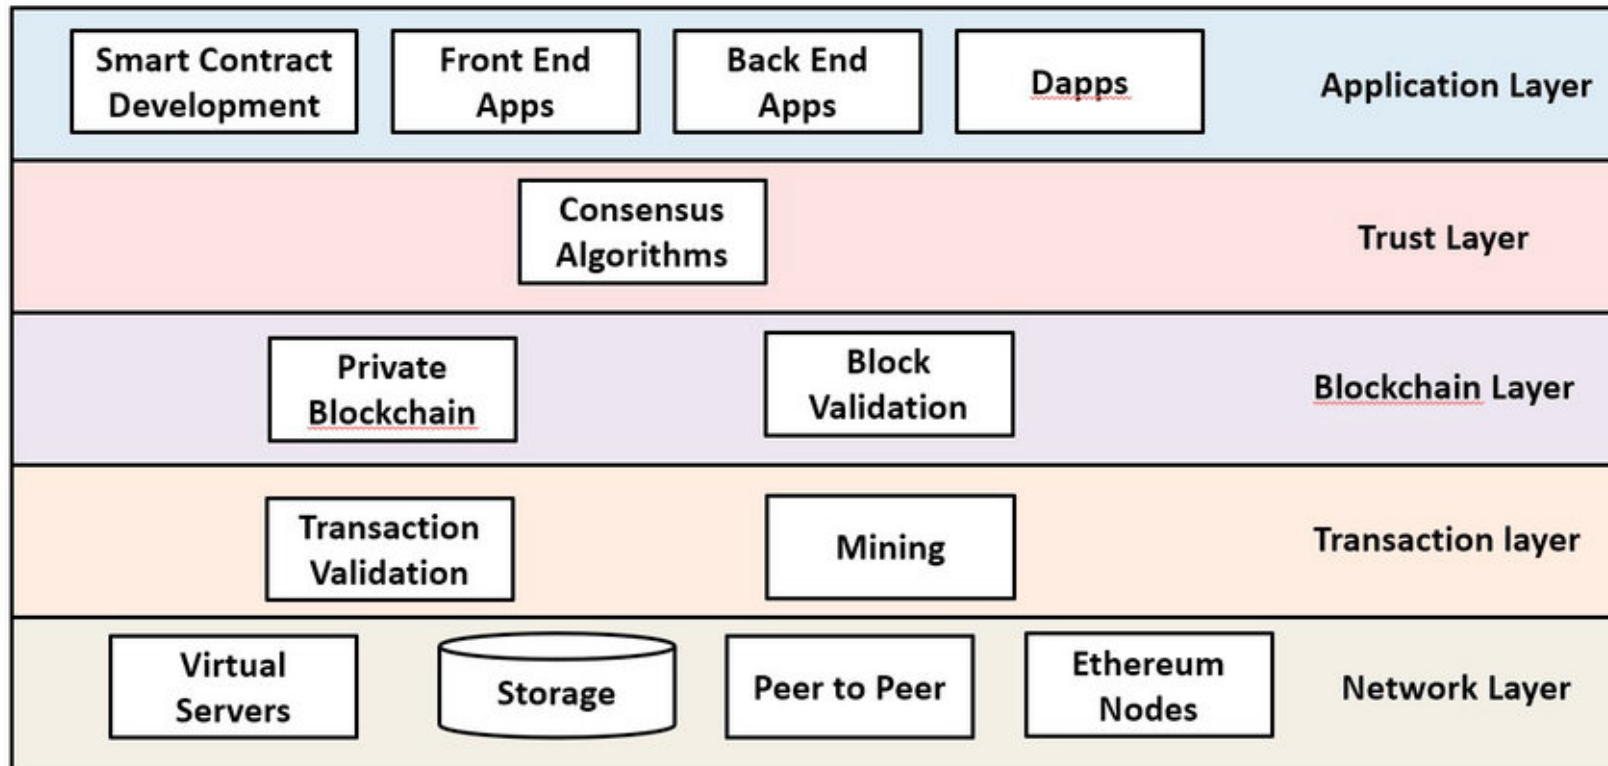 Smart Contract
Development
Front End
Apps
Back End
Apps
Dapps
Application Layer
Consensus
Algorithms
Trust Layer
Private
Blockchain
Block
Validation
Blockchain Layer
Transaction
Validation
Mining
Transaction layer
Virtual
Servers
Storage
Peer to Peer
Ethereum
Nodes
Network Layer